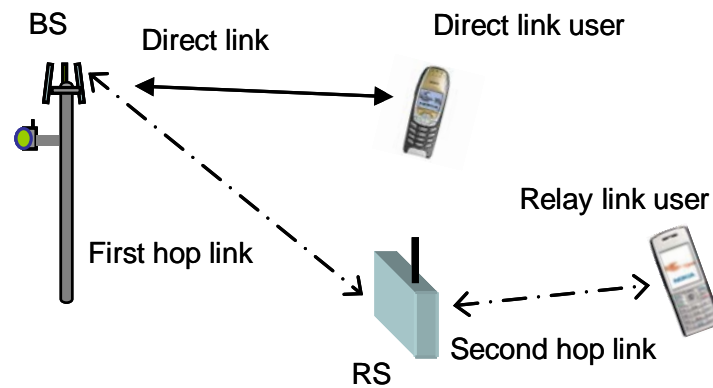 BS
Direct link
Direct link user
Relay link user
First hop link
Second hop link
RS